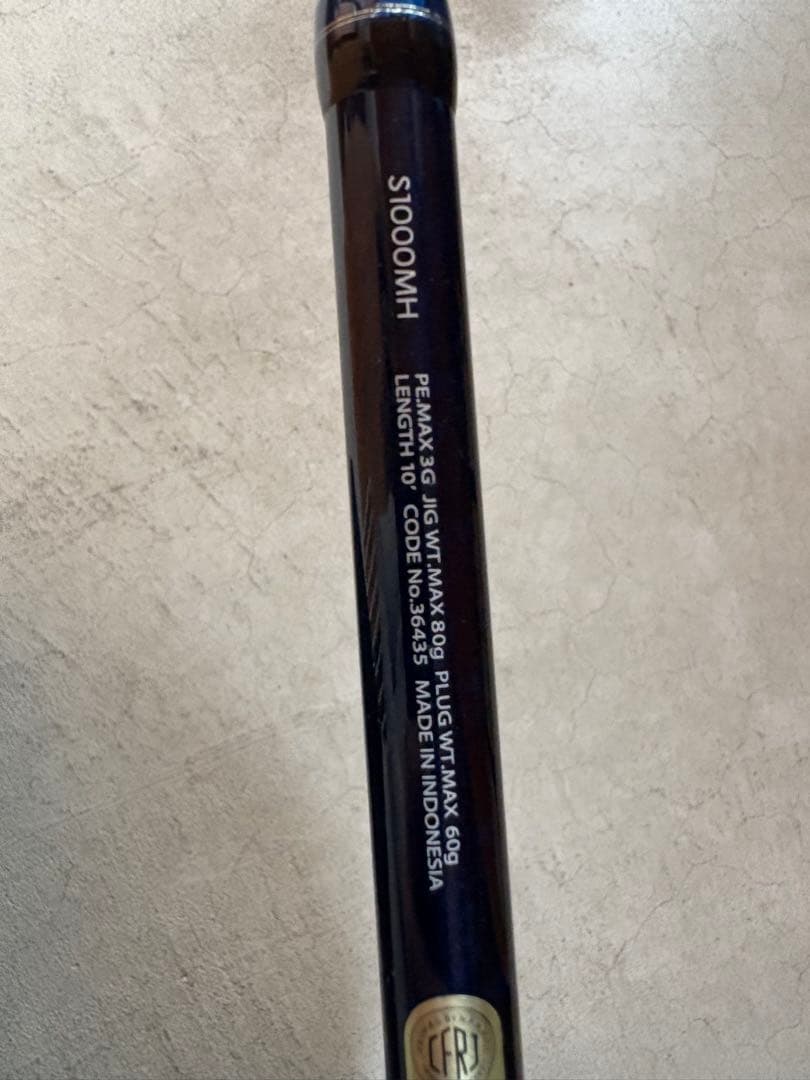 S1000MH
PE.MAX 3G JIG WT.MAX 80g PLUG WT.MAX 60g
LENGTH 10' CODE No.36435 MADE IN INDONESIA